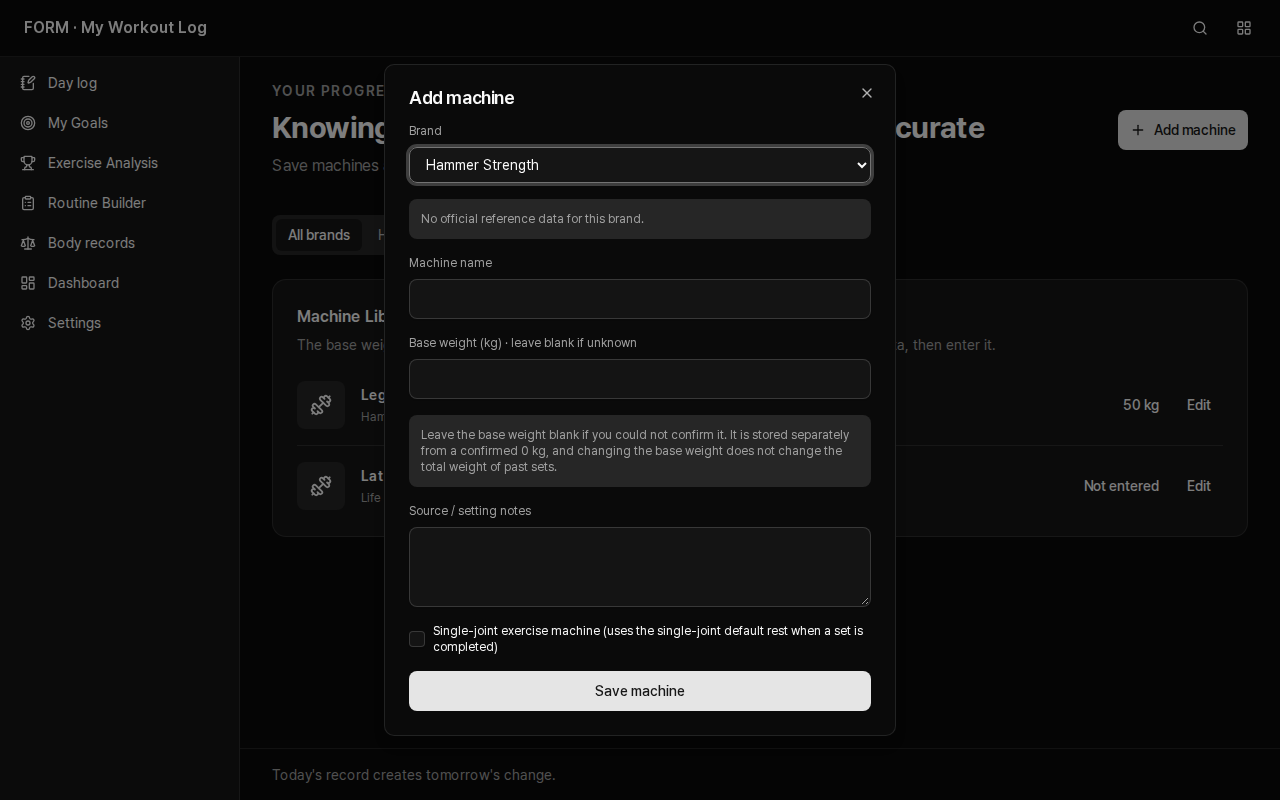 FORM · My Workout Log
Day log
My Goals
Exercise Analysis
Routine Builder
Body records
Dashboard
Settings
YOUR
Knowing
curate
Add machine
Save machines
All brands
Machine
The base
a, then enter it.
50 kg
Edit
Life
Not entered
Edit
Today's record creates tomorrow's change.
Add machine
Brand
Hammer Strength
No official reference data for this brand.
Machine name
Base weight (kg) · leave blank if unknown
Leave the base weight blank if you could not confirm it. It is stored separately
from a confirmed 0 kg, and changing the base weight does not change the
total weight of past sets.
Source / setting notes
Single-joint exercise machine (uses the single-joint default rest when a set is
completed)
Save machine